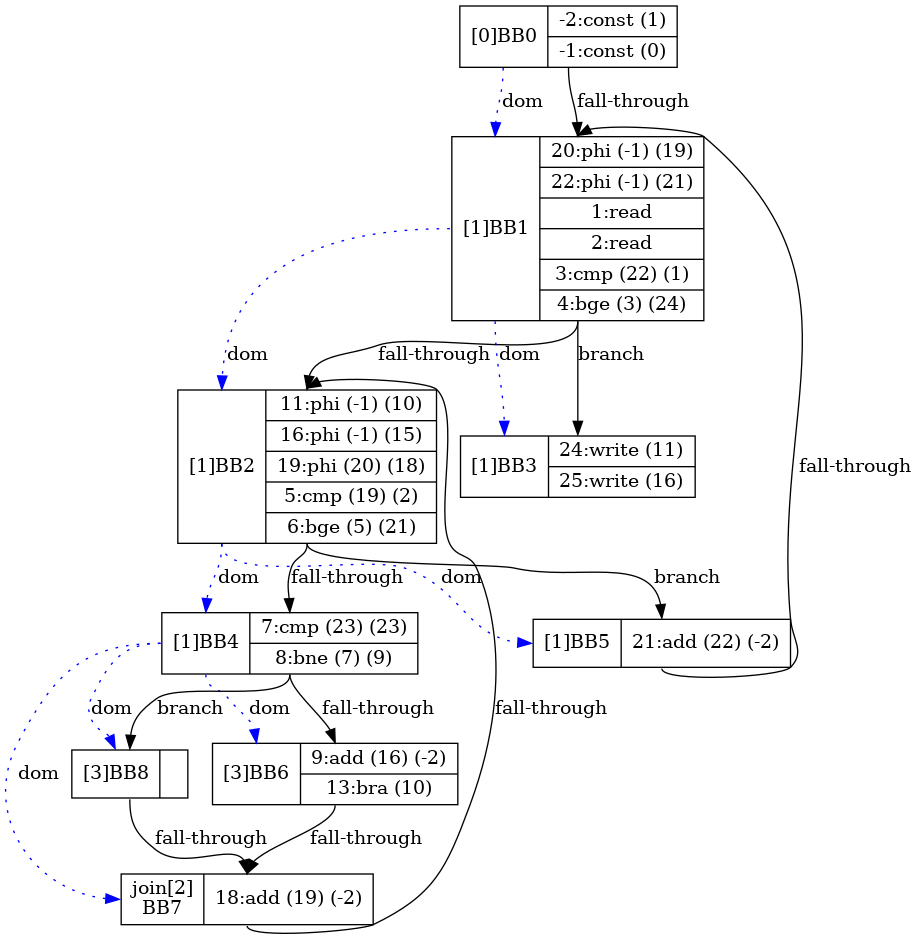 [0]BB0
-2:const (1)
-1:const (0)
dom
fall-through
[1]BB1
20:phi (-1) (19)
22:phi (-1) (21)
1:read
2:read
3:cmp (22) (1)
4:bge (3) (24)
dom
fall-through
dom
branch
[1]BB2
11:phi (-1) (10)
16:phi (-1) (15)
19:phi (20) (18)
5:cmp (19) (2)
6:bge (5) (21)
[1]BB3
24:write (11)
25:write (16)
fall-through
dom
fall-through
dom
branch
[1]BB4
7:cmp (23) (23)
8:bne (7) (9)
[1]BB5
21:add (22) (-2)
dom
branch
dom
fall-through
fall-through
[3]BB8
[3]BB6
9:add (16) (-2)
13:bra (10)
dom
fall-through
fall-through
join[2]
BB7
18:add (19) (-2)